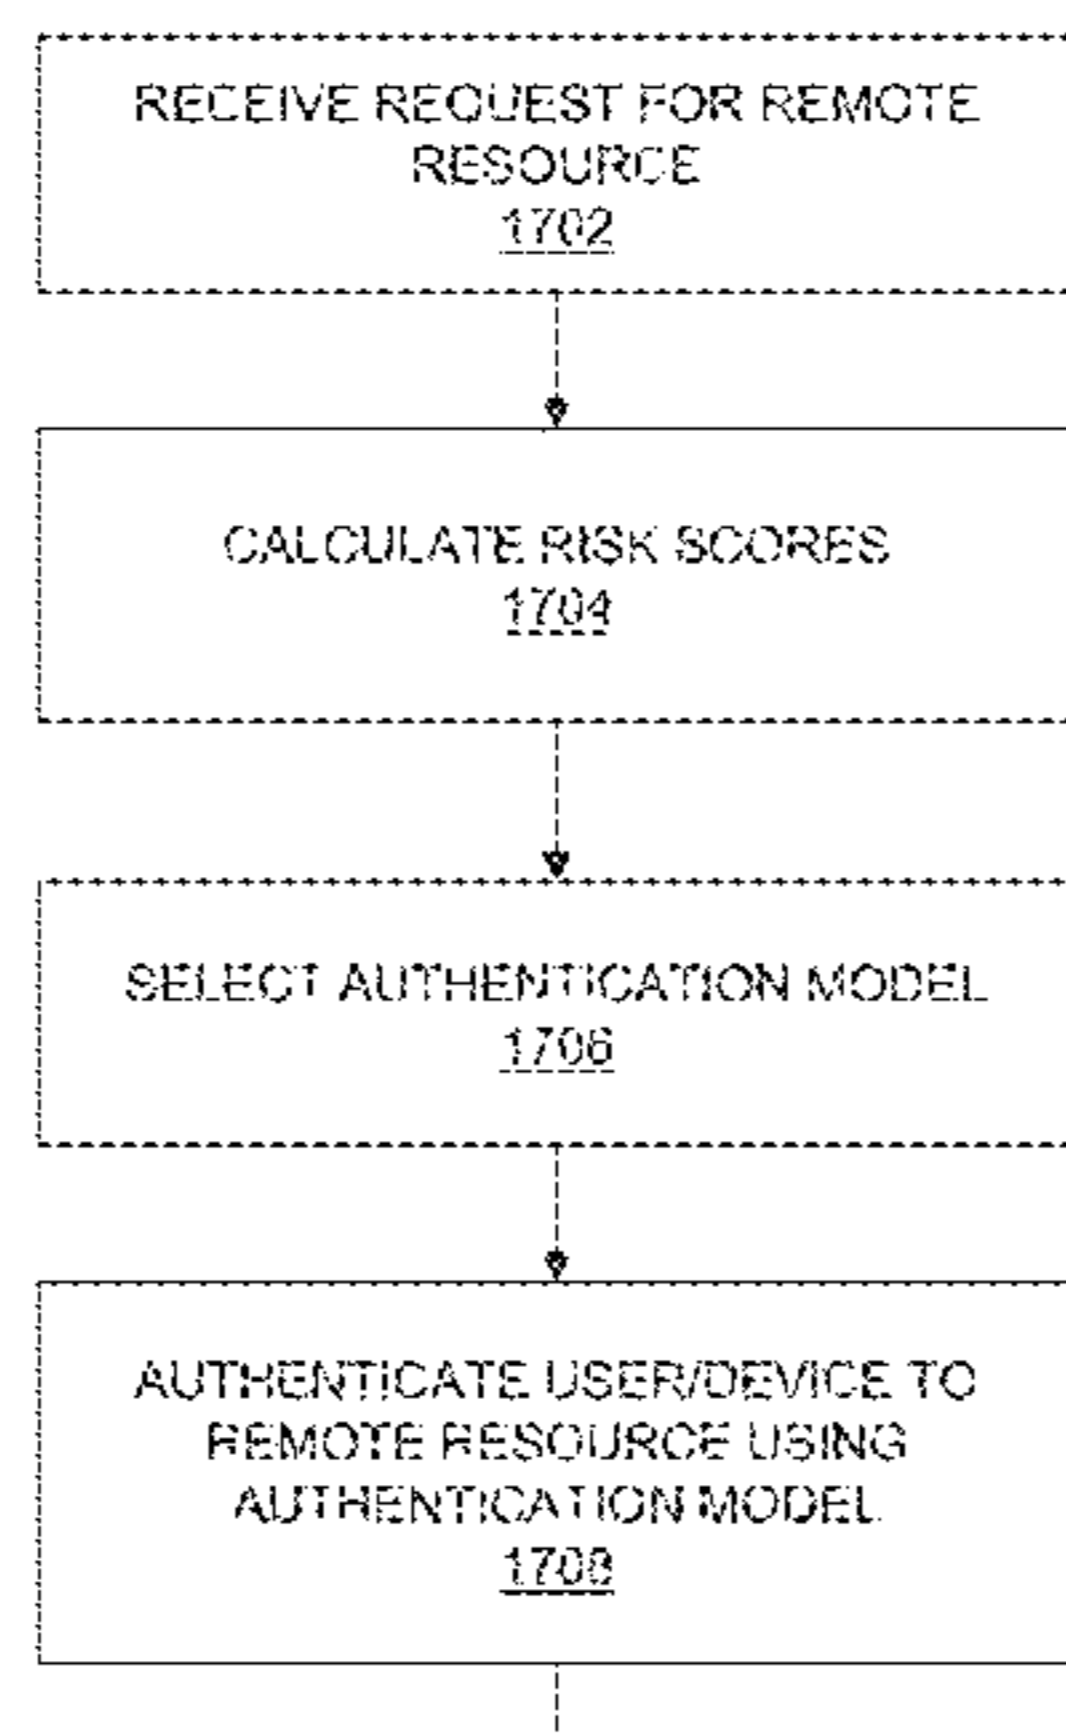 RECEIVE REQUEST FOR REMOTE
RESOURCE
1702
CALCULATE RISK SCORES
1704
SELECT AUTHENTICATION MODEL
1706
AUTHENTICATE USER/DEVICE TO
REMOTE RESOURCE USING
AUTHENTICATION MODEL
1708